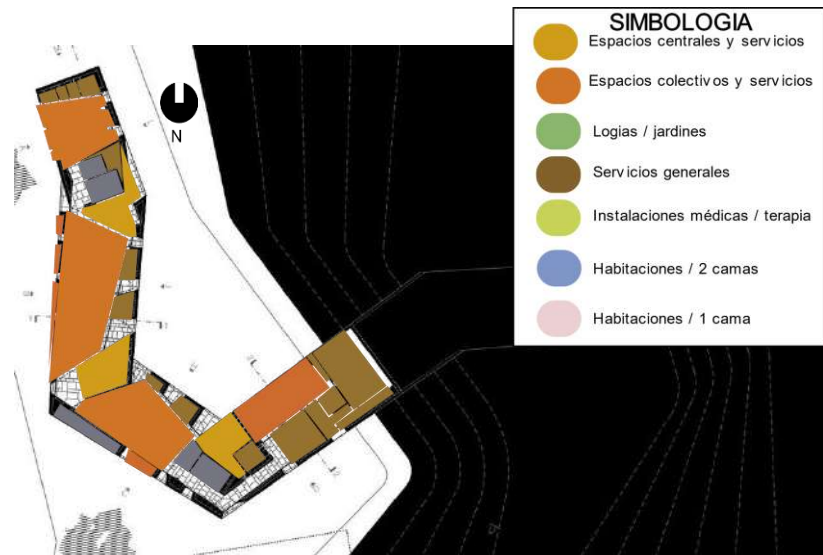 SIMBOLOGIA
Espacios centrales y servicios
Espacios colectivos y servicios
N
Logias / jardines
Servicios generales
Instalaciones médicas / terapia
Habitaciones / 2 camas
Habitaciones / 1 cama